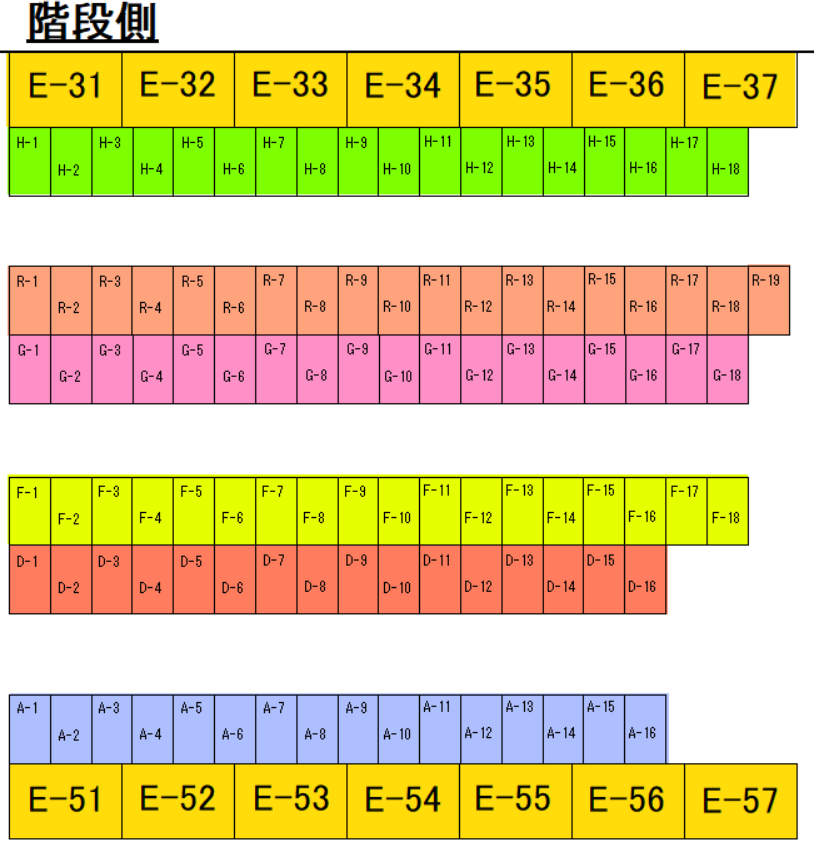 階段側
E-31 E-32 E-33 E-34 E-35 E-36 E-37
H-1 H-2 H-3 H-4 H-5 H-6 H-7 H-8 H-9 H-10 H-11 H-12 H-13 H-14 H-15 H-16 H-17 H-18
R-1 R-2 R-3 R-4 R-5 R-6 R-7 R-8 R-9 R-10 R-11 R-12 R-13 R-14 R-15 R-16 R-17 R-18 R-19
G-1 G-2 G-3 G-4 G-5 G-6 G-7 G-8 G-9 G-10 G-11 G-12 G-13 G-14 G-15 G-16 G-17 G-18
F-1 F-2 F-3 F-4 F-5 F-6 F-7 F-8 F-9 F-10 F-11 F-12 F-13 F-14 F-15 F-16 F-17 F-18
D-1 D-2 D-3 D-4 D-5 D-6 D-7 D-8 D-9 D-10 D-11 D-12 D-13 D-14 D-15 D-16
A-1 A-2 A-3 A-4 A-5 A-6 A-7 A-8 A-9 A-10 A-11 A-12 A-13 A-14 A-15 A-16
E-51 E-52 E-53 E-54 E-55 E-56 E-57